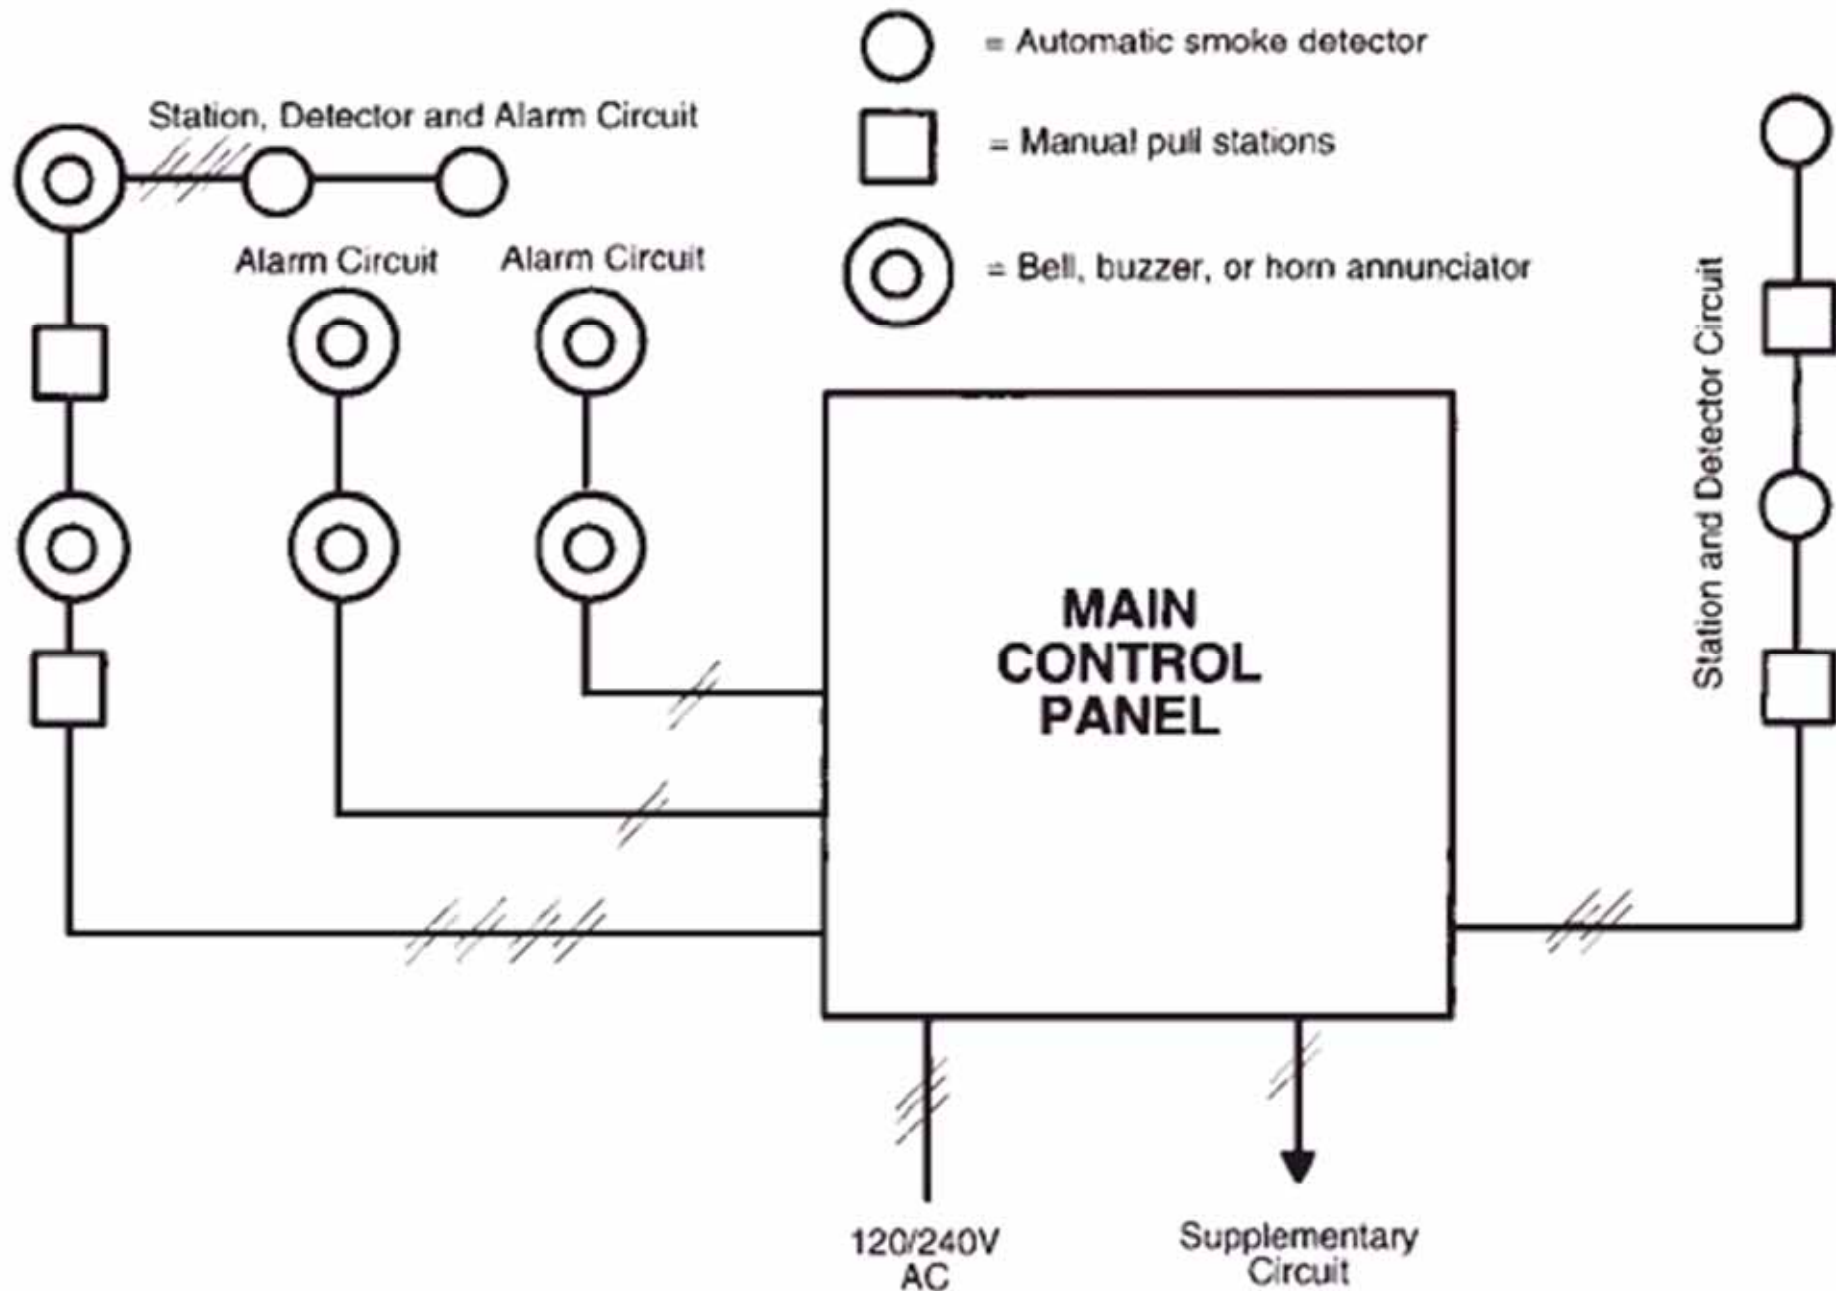 = Automatic smoke detector
Station, Detector and Alarm Circuit
= Manual pull stations
Alarm Circuit
Alarm Circuit
= Bell, buzzer, or horn annunciator
Station and Detector Circuit
MAIN
CONTROL
PANEL
120/240V
AC
Supplementary
Circuit